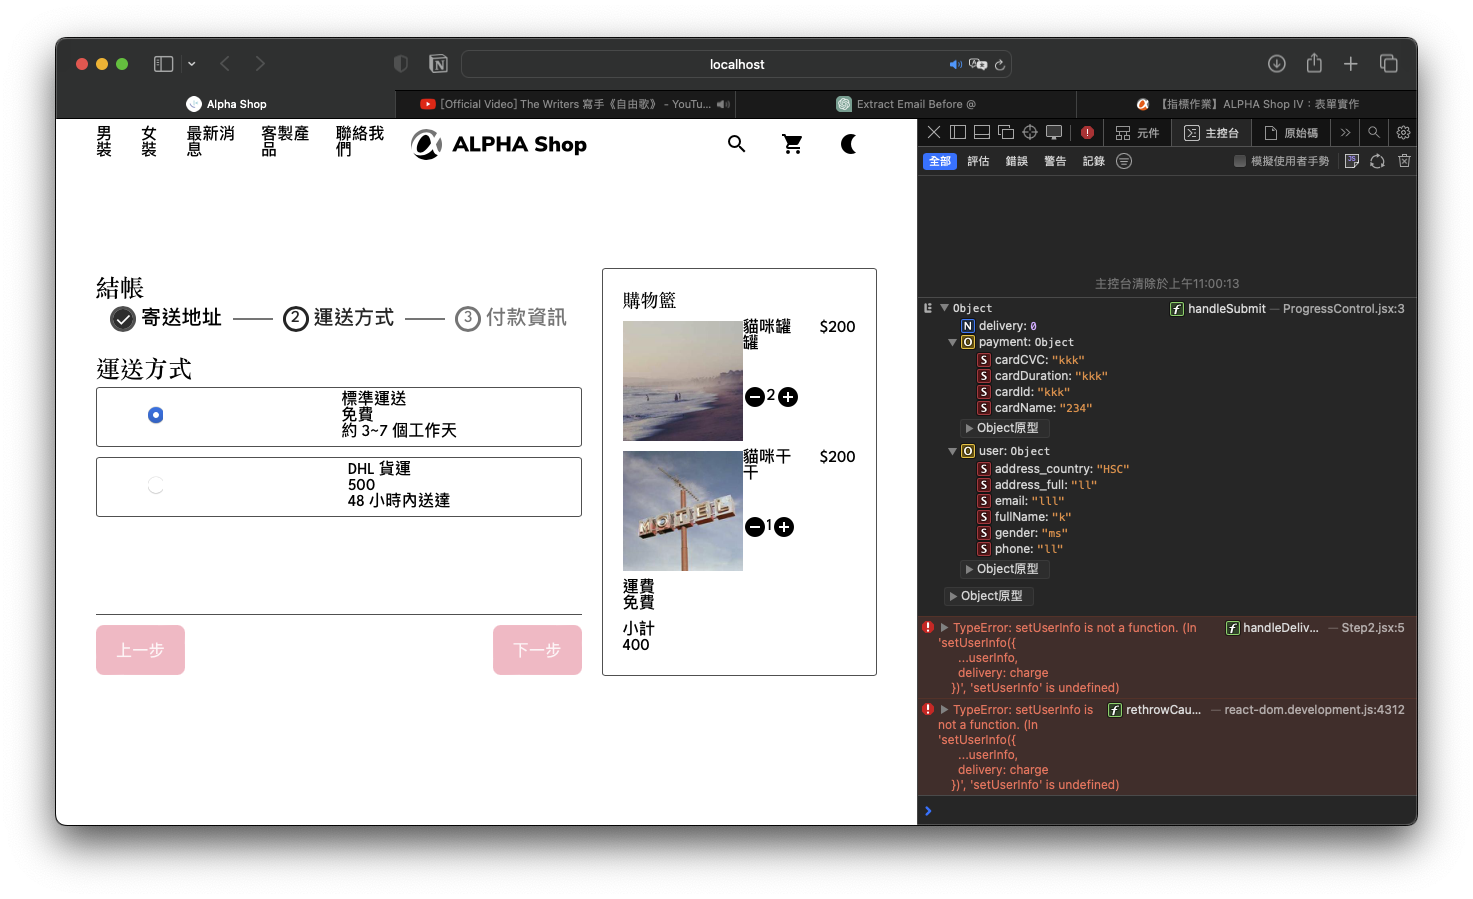 localhost
Alpha Shop
[Official Video] The Writers 寫手《自由歌》 - YouTu...
Extract Email Before @
【指標作業】ALPHA Shop IV：表單實作
男裝
女裝
最新消息
客製產品
聯絡我們
ALPHA Shop
結帳
寄送地址
2 運送方式
3 付款資訊
運送方式
標準運送
免費
約 3~7 個工作天
DHL 貨運
500
48 小時內送達
上一步
下一步
購物籃
貓咪罐罐
$200
2
貓咪干干
$200
1
MOTEL
運費
免費
小計
400
元件
主控台
原始碼
全部
評估
錯誤
警告
記錄
模擬使用者手勢
主控台清除於上午11:00:13
Object
handleSubmit — ProgressControl.jsx:3
N delivery: 0
O payment: Object
S cardCVC: "kkk"
S cardDuration: "kkk"
S cardId: "kkk"
S cardName: "234"
Object原型
O user: Object
S address_country: "HSC"
S address_full: "ll"
S email: "lll"
S fullName: "k"
S gender: "ms"
S phone: "ll"
Object原型
Object原型
TypeError: setUserInfo is not a function. (In
handleDeliv... — Step2.jsx:5
'setUserInfo({
...userInfo,
delivery: charge
})', 'setUserInfo' is undefined)
TypeError: setUserInfo is
rethrowCau... — react-dom.development.js:4312
not a function. (In
'setUserInfo({
...userInfo,
delivery: charge
})', 'setUserInfo' is undefined)